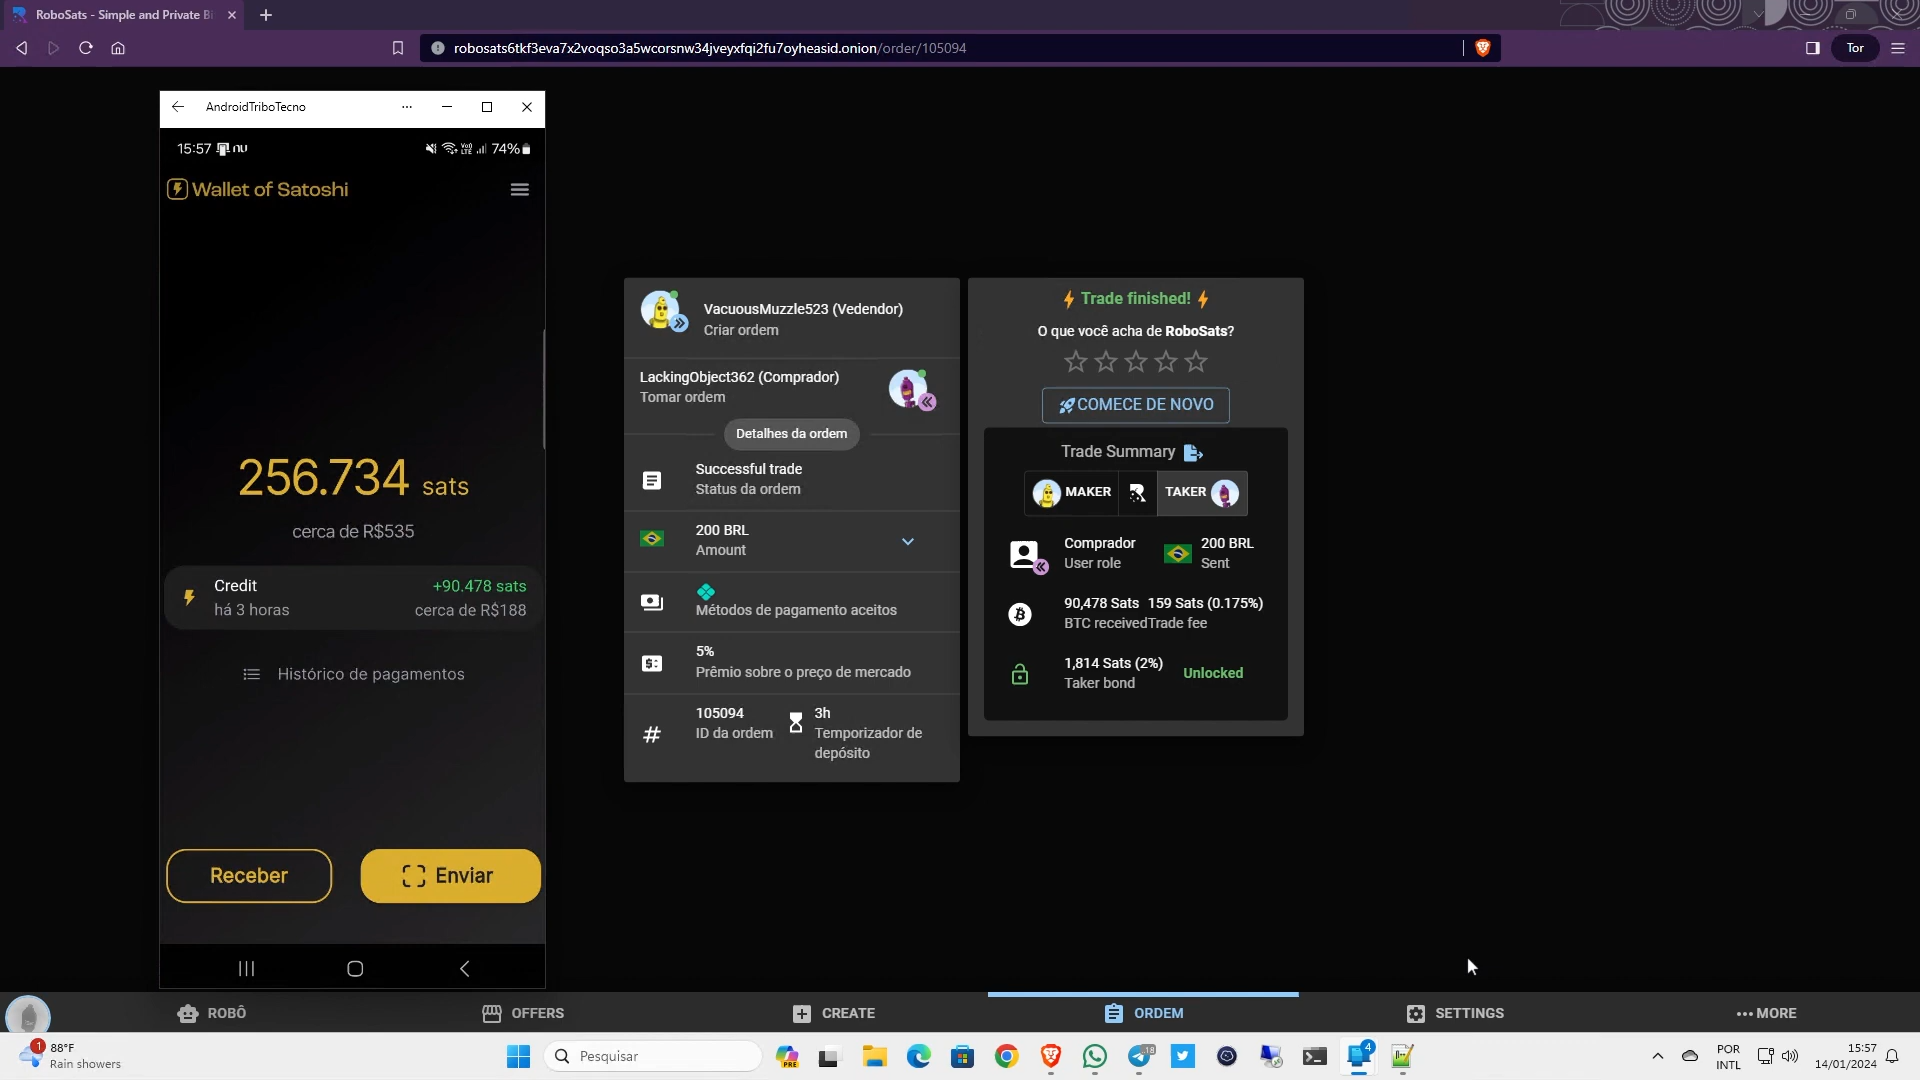 RoboSats - Simple and Private Bi
robosats6tkf3eva7x2voqso3a5wcorsnw34jveyxfqi2fu7oyheasid.onion/order/105094
Tor
AndroidTriboTecno
15:57
74%
Wallet of Satoshi
256.734 sats
cerca de R$535
Credit +90.478 sats
há 3 horas cerca de R$188
Histórico de pagamentos
Receber
Enviar
VacuousMuzzle523 (Vedendor)
Criar ordem
LackingObject362 (Comprador)
Tomar ordem
Detalhes da ordem
Successful trade
Status da ordem
200 BRL
Amount
Métodos de pagamento aceitos
5%
Prêmio sobre o preço de mercado
105094
ID da ordem
3h
Temporizador de
depósito
Trade finished!
O que você acha de RoboSats?
COMECE DE NOVO
Trade Summary
MAKER
TAKER
Comprador
User role
200 BRL
Sent
90,478 Sats 159 Sats (0.175%)
BTC receivedTrade fee
1,814 Sats (2%)
Taker bond
Unlocked
ROBÔ
OFFERS
CREATE
ORDEM
SETTINGS
MORE
1
88°F
Rain showers
Pesquisar
PRE
18
4
POR
INTL
15:57
14/01/2024